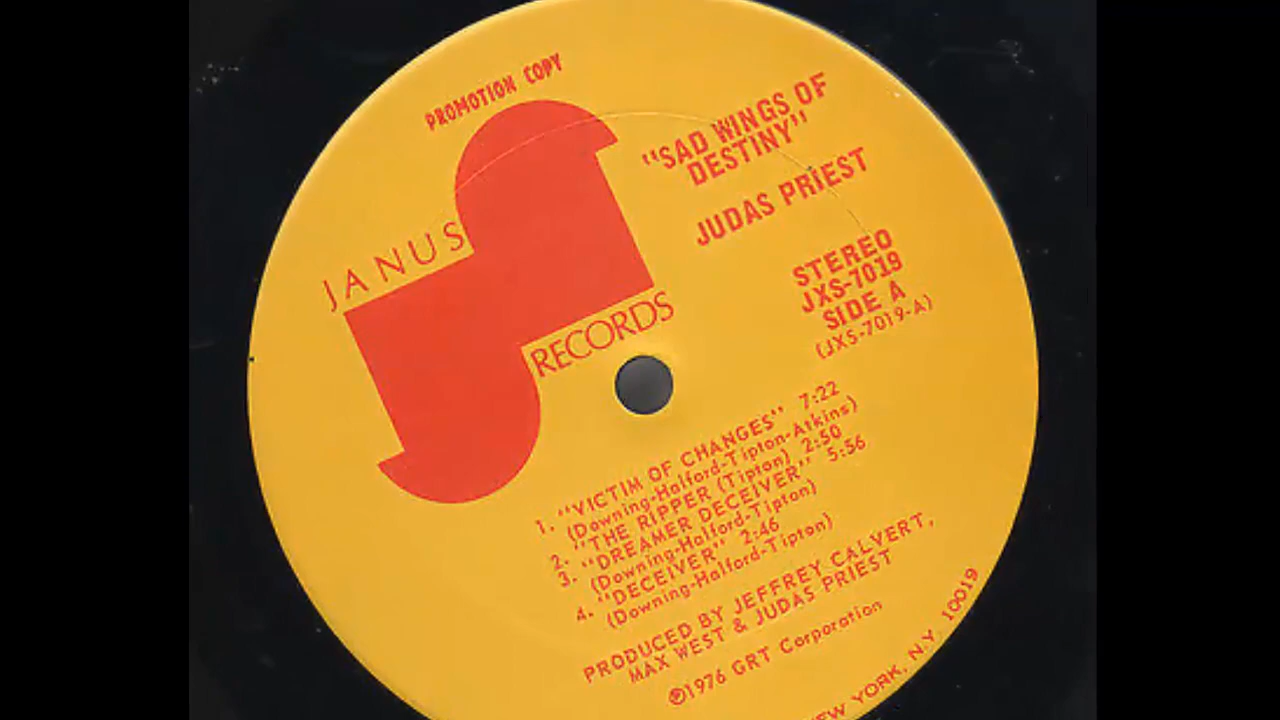 PROMOTION COPY
"SAD WINGS OF
DESTINY"
JUDAS PRIEST
JANUS
RECORDS
STEREO
JXS-7019
SIDE A
(JXS-7019-A)
1. "VICTIM OF CHANGES" 7:22
(Downing-Halford-Tipton-Atkins)
2. "THE RIPPER (Tipton) 2:50
3. "DREAMER DECEIVER" 5:56
(Downing-Halford-Tipton)
4. "DECEIVER" 2:46
(Downing-Halford-Tipton)
PRODUCED BY JEFFREY CALVERT,
MAX WEST & JUDAS PRIEST
℗1976 GRT Corporation
YORK, N.Y. 10019